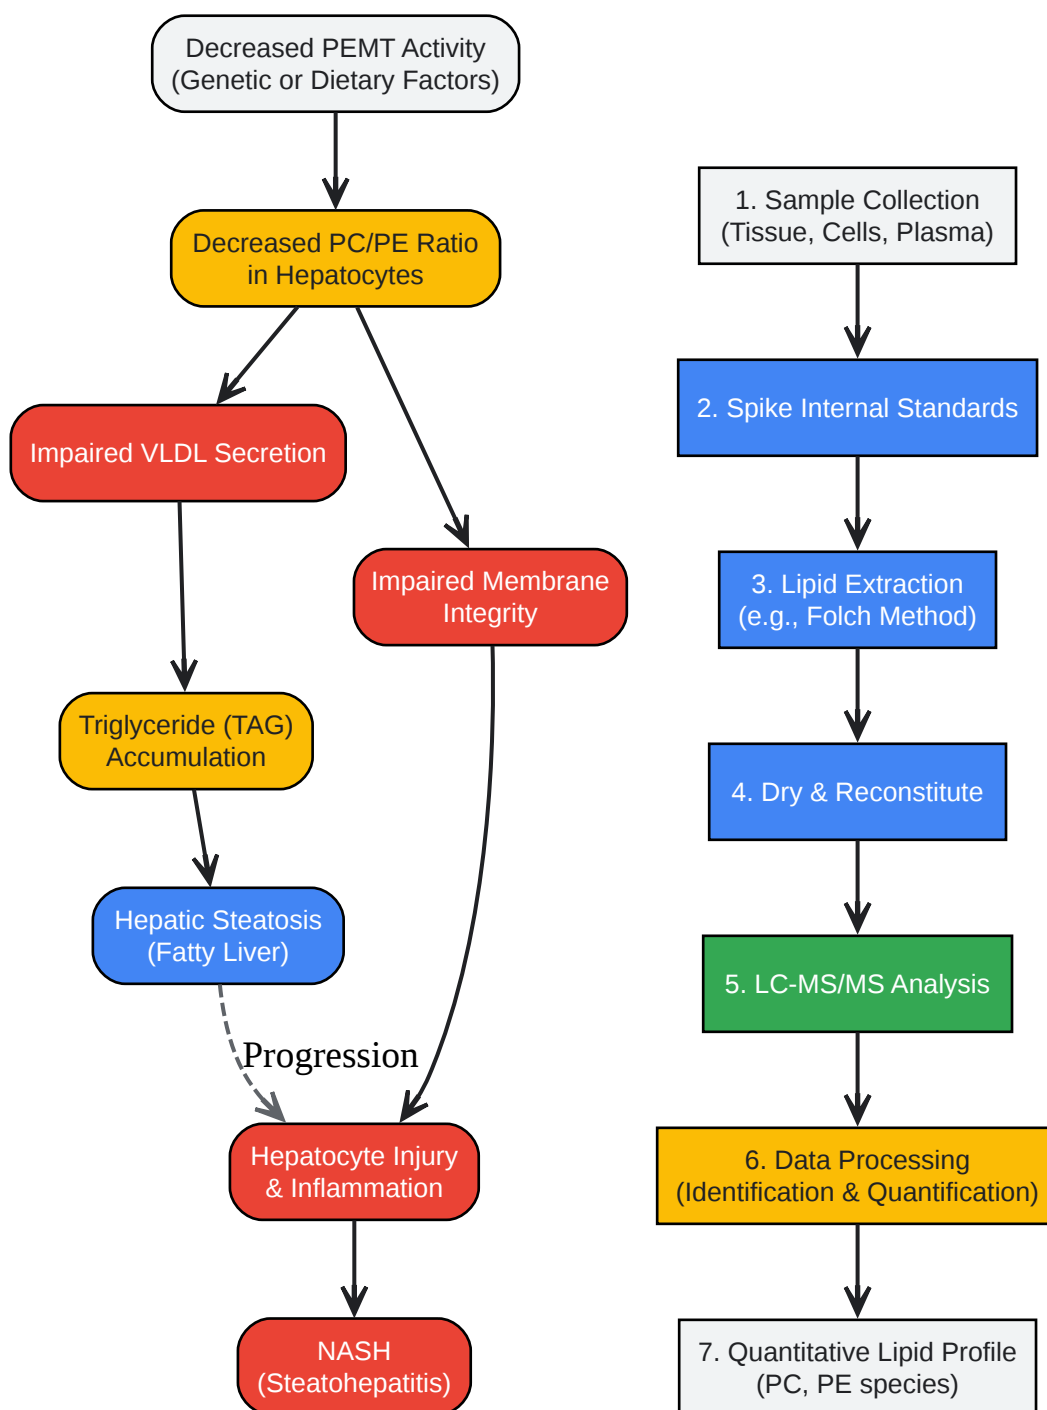 Decreased PEMT Activity
(Genetic or Dietary Factors)
Decreased PC/PE Ratio
in Hepatocytes
Impaired VLDL Secretion
Impaired Membrane
Integrity
Triglyceride (TAG)
Accumulation
Hepatic Steatosis
(Fatty Liver)
Progression
Hepatocyte Injury
& Inflammation
NASH
(Steatohepatitis)
1. Sample Collection
(Tissue, Cells, Plasma)
2. Spike Internal Standards
3. Lipid Extraction
(e.g., Folch Method)
4. Dry & Reconstitute
5. LC-MS/MS Analysis
6. Data Processing
(Identification & Quantification)
7. Quantitative Lipid Profile
(PC, PE species)